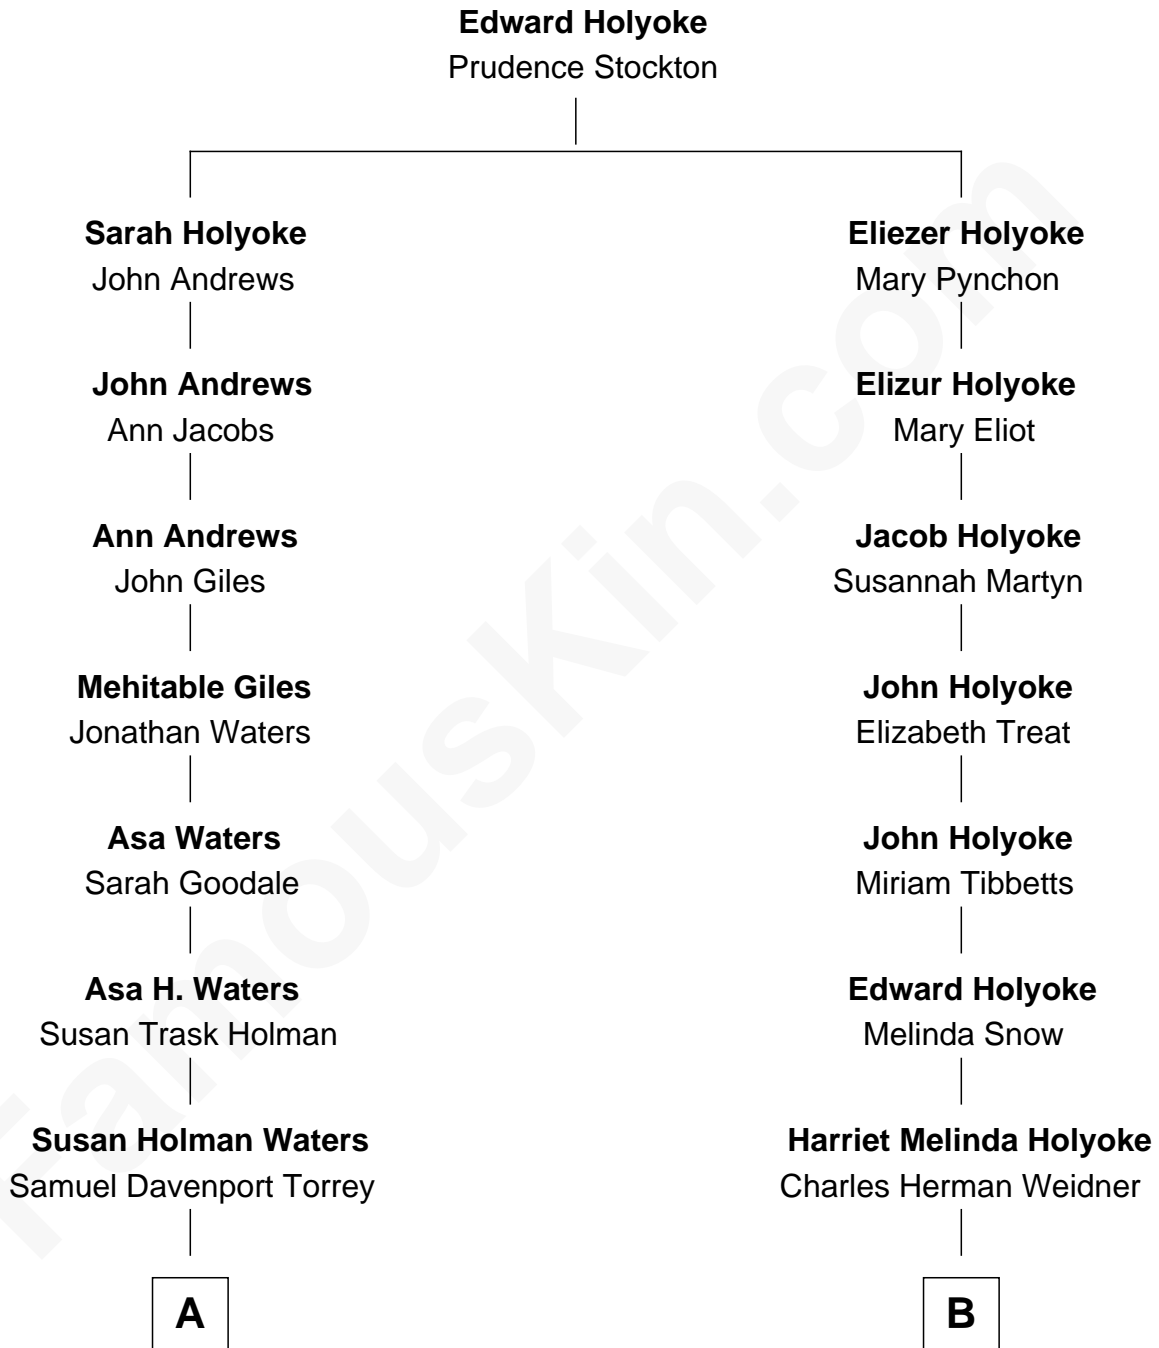 Edward Holyoke
Prudence Stockton
Sarah Holyoke
John Andrews
Eliezer Holyoke
Mary Pynchon
John Andrews
Ann Jacobs
Elizur Holyoke
Mary Eliot
Ann Andrews
John Giles
Jacob Holyoke
Susannah Martyn
Mehitable Giles
Jonathan Waters
John Holyoke
Elizabeth Treat
Asa Waters
Sarah Goodale
John Holyoke
Miriam Tibbetts
Asa H. Waters
Susan Trask Holman
Edward Holyoke
Melinda Snow
Susan Holman Waters
Samuel Davenport Torrey
Harriet Melinda Holyoke
Charles Herman Weidner
A
B
FamousKin.com